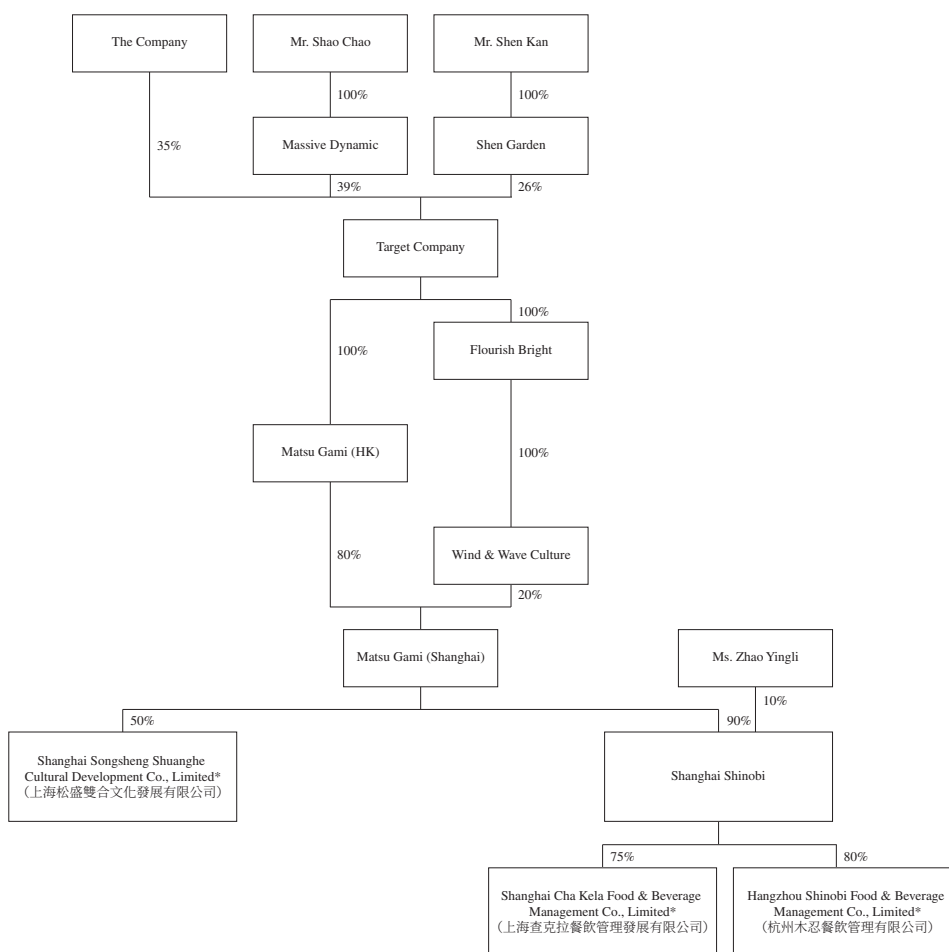 The Company
Mr. Shao Chao
Mr. Shen Kan
100%
100%
35%
Massive Dynamic
Shen Garden
39%
26%
Target Company
100%
100%
Flourish Bright
Matsu Gami (HK)
100%
80%
Wind & Wave Culture
20%
Matsu Gami (Shanghai)
Ms. Zhao Yingli
10%
50%
90%
Shanghai Songsheng Shuanghe
Cultural Development Co., Limited*
（上海松盛雙合文化發展有限公司）
Shanghai Shinobi
75%
80%
Shanghai Cha Kela Food & Beverage
Management Co., Limited*
（上海查克拉餐飲管理發展有限公司）
Hangzhou Shinobi Food & Beverage
Management Co., Limited*
（杭州木忍餐飲管理有限公司）